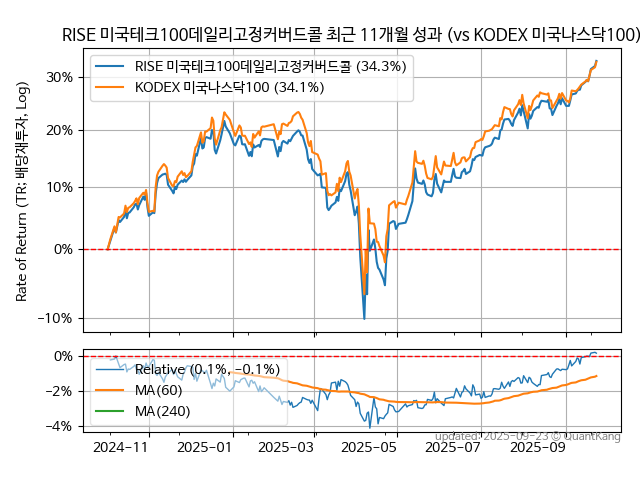 RISE 미국테크100데일리고정커버드콜 최근 11개월 성과 (vs KODEX 미국나스닥100)
Rate of Return (TR: 배당재투자, Log)
RISE 미국테크100데일리고정커버드콜 (34.3%)
KODEX 미국나스닥100 (34.1%)
30%
20%
10%
0%
−10%
0%
−2%
−4%
Relative (0.1%, −0.1%)
MA(60)
MA(240)
updated: 2025-09-23 © QuantKang
2024−11
2025−01
2025−03
2025−05
2025−07
2025−09